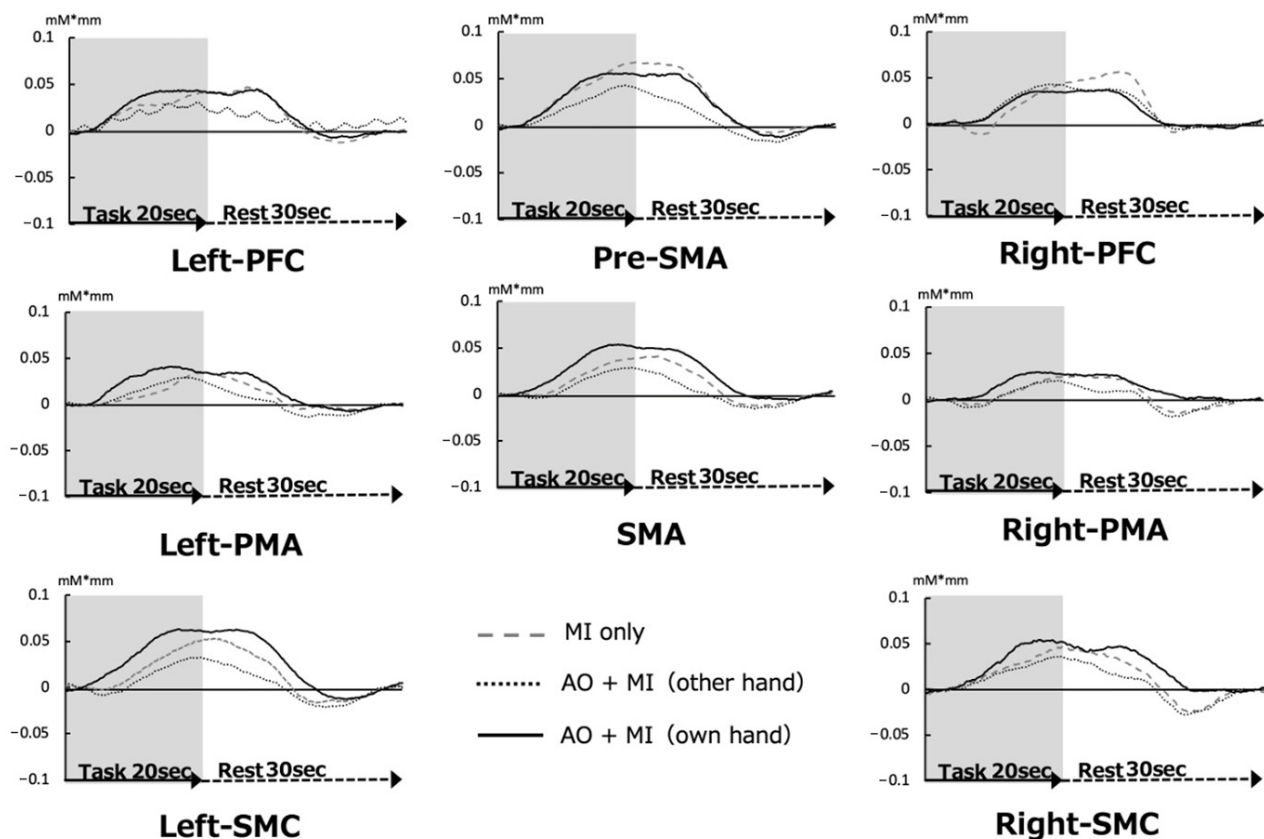 mM*mm
0.1
0.05
0
−0.05
−0.1
Task 20sec
Rest 30sec
Left-PFC
mM*mm
0.1
0.05
0
−0.05
−0.1
Task 20sec
Rest 30sec
Pre-SMA
mM*mm
0.1
0.05
0
−0.05
−0.1
Task 20sec
Rest 30sec
Right-PFC
mM*mm
0.1
0.05
0
−0.05
−0.1
Task 20sec
Rest 30sec
Left-PMA
mM*mm
0.1
0.05
0
−0.05
−0.1
Task 20sec
Rest 30sec
SMA
mM*mm
0.1
0.05
0
−0.05
−0.1
Task 20sec
Rest 30sec
Right-PMA
mM*mm
0.1
0.05
0
−0.05
−0.1
Task 20sec
Rest 30sec
Left-SMC
MI only
AO + MI (other hand)
AO + MI (own hand)
mM*mm
0.1
0.05
0
−0.05
−0.1
Task 20sec
Rest 30sec
Right-SMC